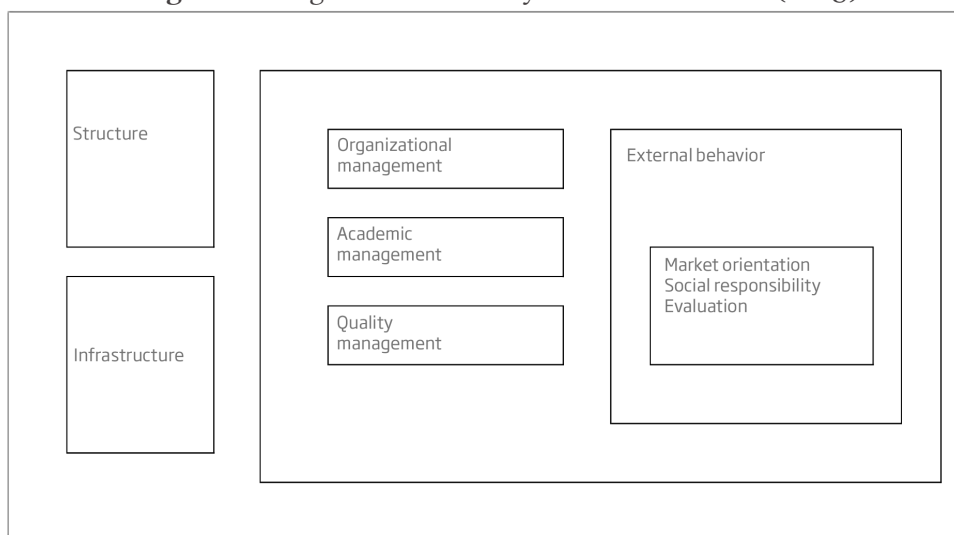 Structure
Organizational
management
External behavior
Academic
management
Market orientation
Social responsibility
Evaluation
Quality
management
Infrastructure